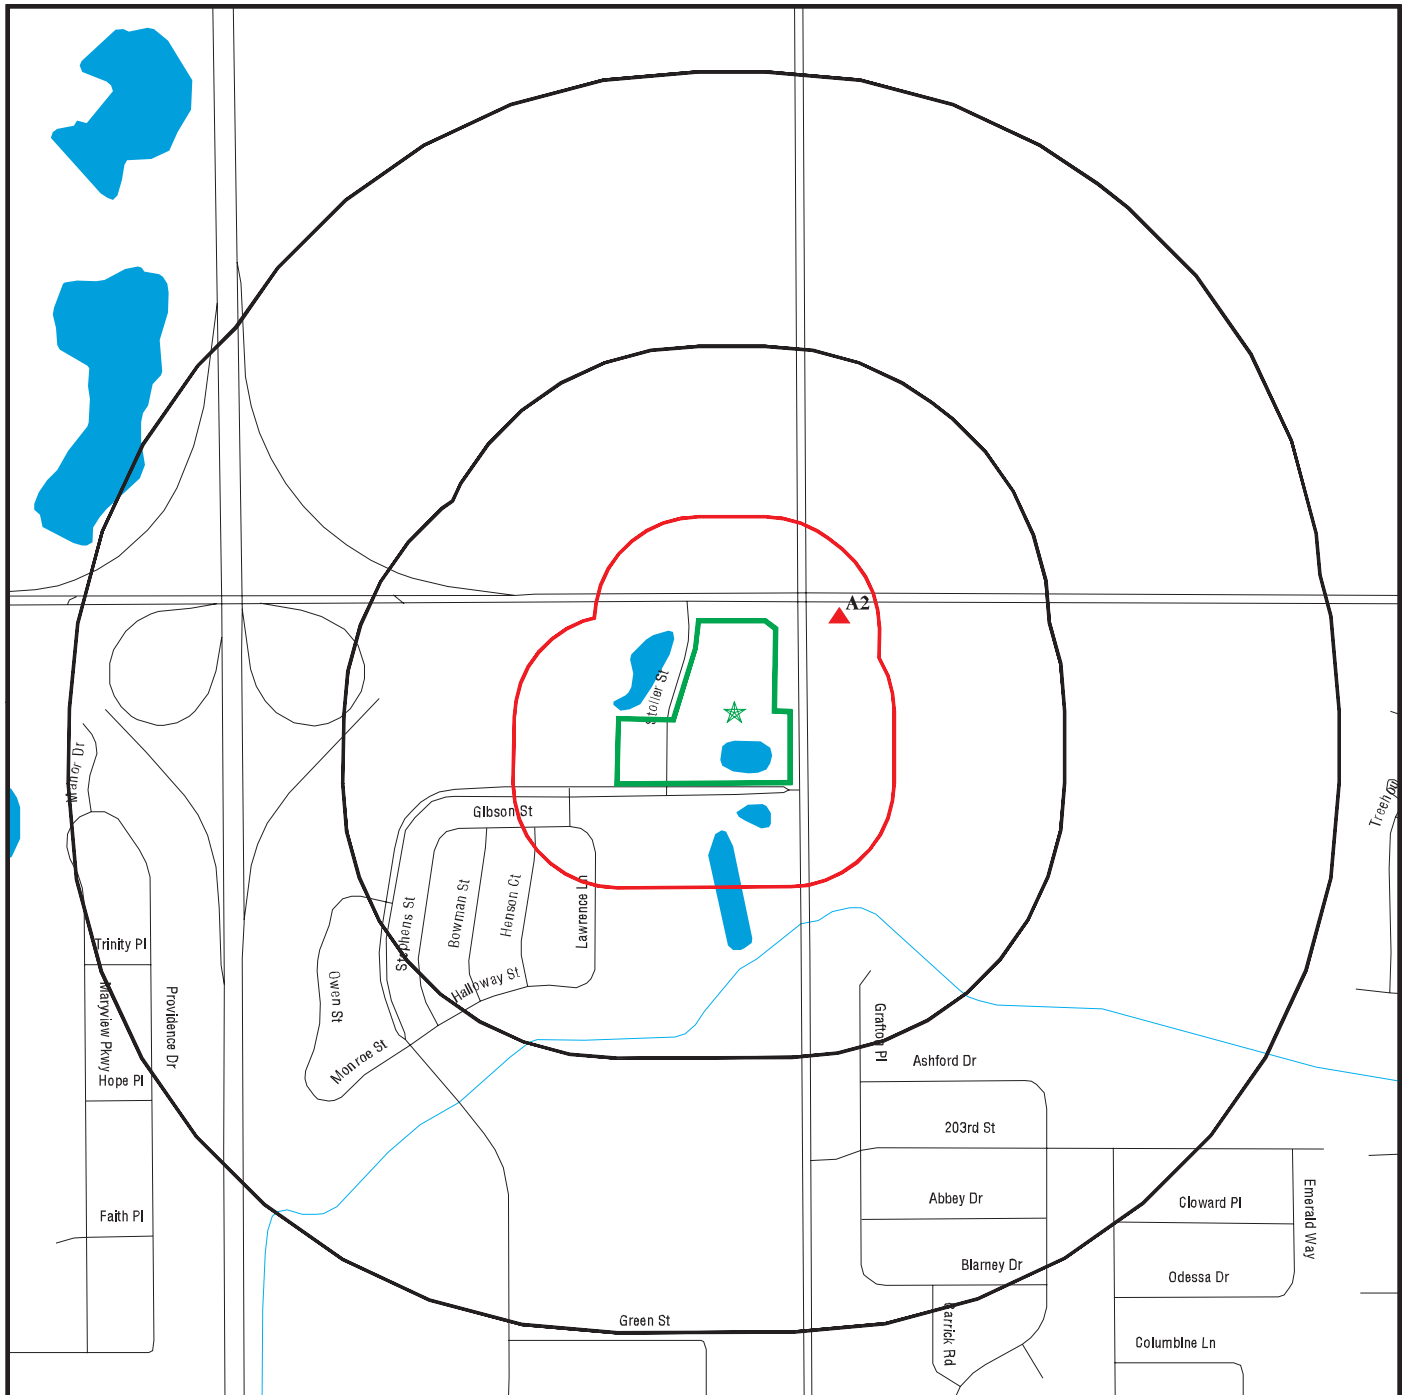 A2
Stoller St
Manor Dr
Treeh
Gibson St
Stephens St
Bowman St
Henson Ct
Lawrence Ln
Halloway St
Trinity Pl
Maryview Pkwy
Providence Dr
Owen St
Monroe St
Hope Pl
Grafton Pl
Ashford Dr
203rd St
Abbey Dr
Cloward Pl
Emerald Way
Faith Pl
Blarney Dr
Odessa Dr
Green St
Garrick Rd
Columbine Ln